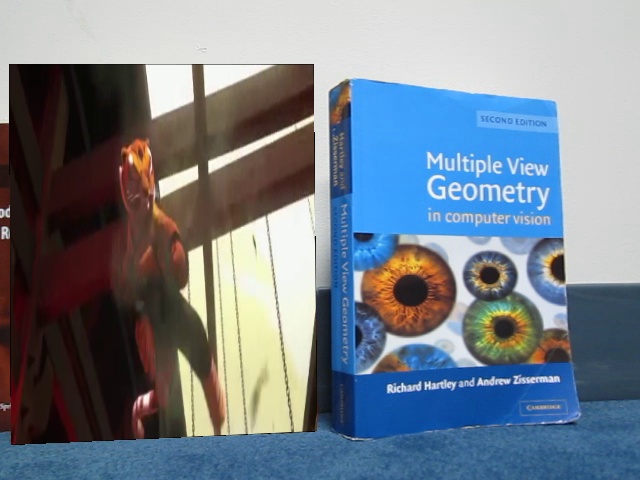 SECOND EDITION
Multiple View
Geometry
in computer vision
Richard Hartley and Andrew Zisserman
CAMBRIDGE
Hartley and
Zisserman
Multiple View Geometry